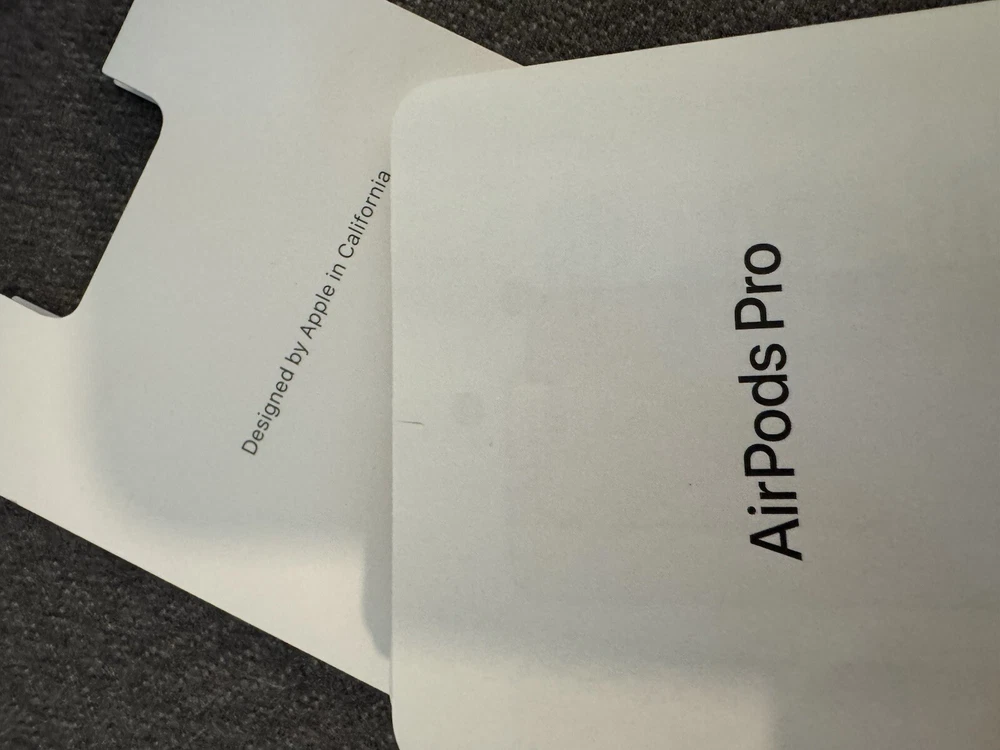 Designed by Apple in California
AirPods Pro